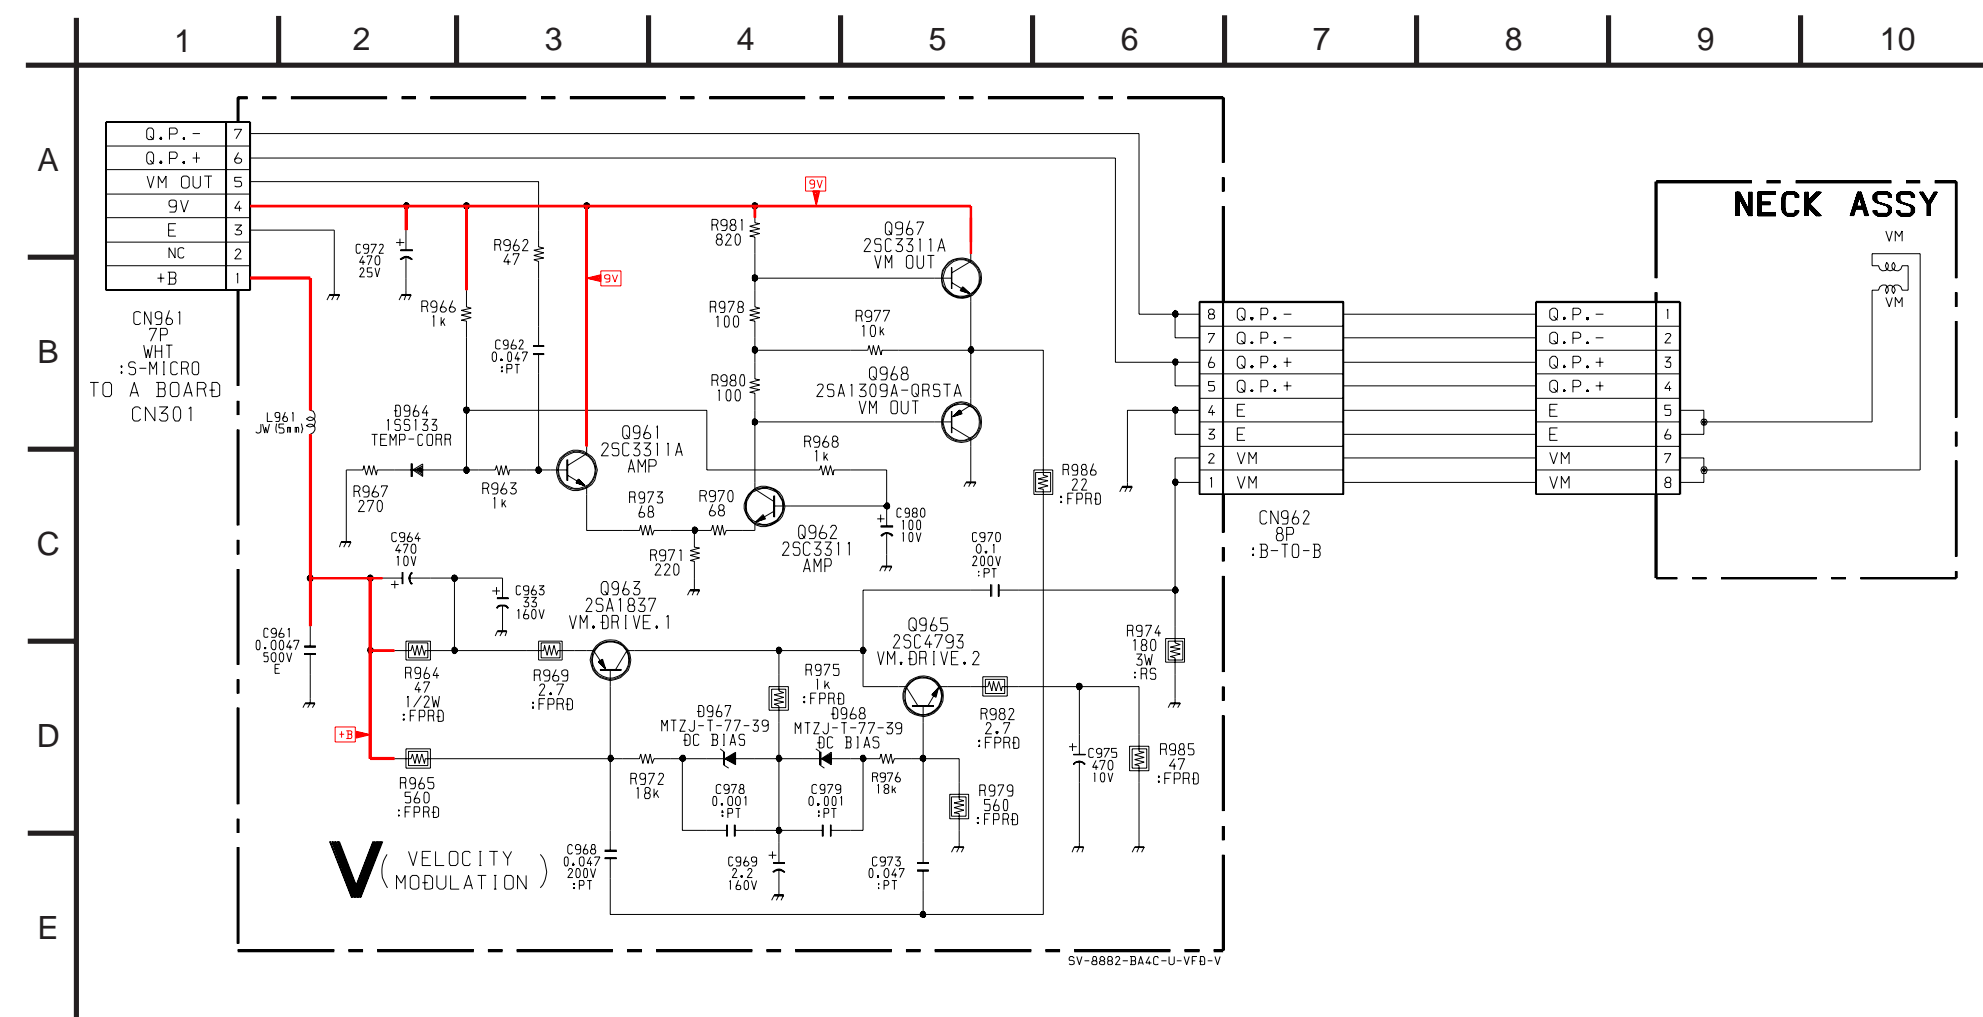 1 2 3 4 5 6 7 8 9 10
A
B
C
D
E
Q.P.- 7
Q.P.+ 6
VM OUT 5
9V 4
E 3
NC 2
+B 1
CN961
7P
WHT
:S-MICRO
TO A BOARD
CN301
C972
470
25V
R966
1k
R962
47
C962
0.047
:PT
9V
9V
R981
820
R978
100
R980
100
Q967
2SC3311A
VM OUT
R977
10k
Q968
2SA1309A-QRSTA
VM OUT
L961
JW(5mm)
D964
1SS133
TEMP-CORR
R967
270
R963
1k
Q961
2SC3311A
AMP
R973
68
R970
68
R971
220
R968
1k
Q962
2SC3311
AMP
C980
100
10V
R986
22
:FPRD
C964
470
10V
C963
33
160V
C961
0.0047
500V
E
R964
47
1/2W
:FPRD
+B
R965
560
:FPRD
Q963
2SA1837
VM.DRIVE.1
R969
2.7
:FPRD
R972
18k
D967
MTZJ-T-77-39
DC BIAS
R975
1k
:FPRD
D968
MTZJ-T-77-39
DC BIAS
C978
0.001
:PT
C979
0.001
:PT
R976
18k
C970
0.1
200V
:PT
Q965
2SC4793
VM.DRIVE.2
R982
2.7
:FPRD
R979
560
:FPRD
R974
180
3W
:RS
C975
470
10V
R985
47
:FPRD
C968
0.047
200V
:PT
C969
2.2
160V
C973
0.047
:PT
V ( VELOCITY
MODULATION )
SV-8882-BA4C-U-VFD-V
8 Q.P.-
7 Q.P.-
6 Q.P.+
5 Q.P.+
4 E
3 E
2 VM
1 VM
CN962
8P
:B-TO-B
Q.P.- 1
Q.P.- 2
Q.P.+ 3
Q.P.+ 4
E 5
E 6
VM 7
VM 8
NECK ASSY
VM
VM